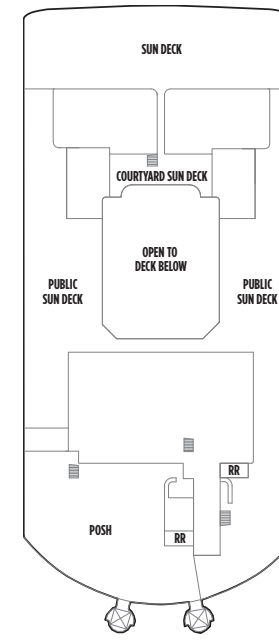 SUN DECK
COURTYARD SUN DECK
OPEN TO
DECK BELOW
PUBLIC
SUN DECK
PUBLIC
SUN DECK
RR
POSH
RR